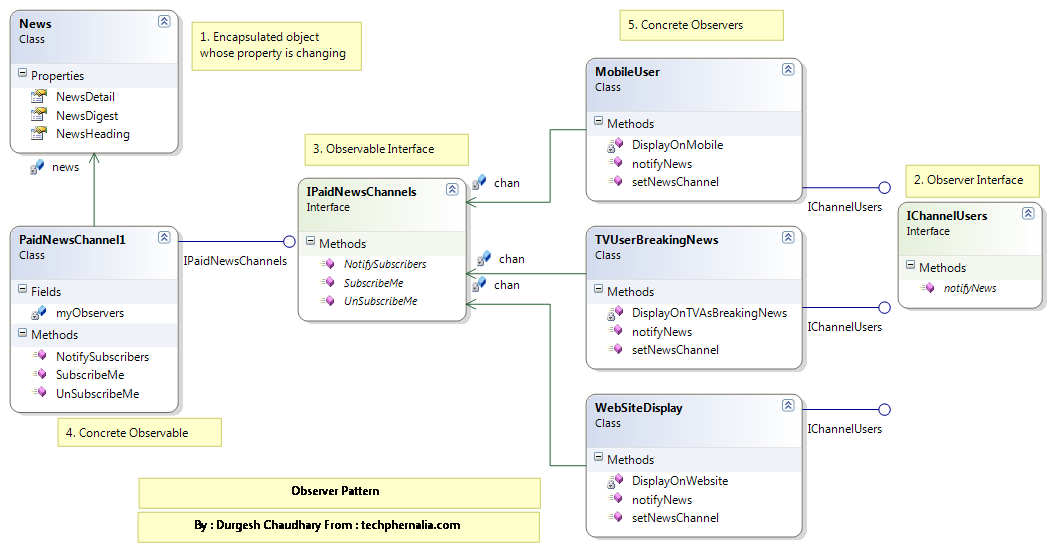 News
Class
Properties
NewsDetail
NewsDigest
NewsHeading
1. Encapsulated object
whose property is changing
news
PaidNewsChannel1
Class
Fields
myObservers
Methods
NotifySubscribers
SubscribeMe
UnSubscribeMe
4. Concrete Observable
IPaidNewsChannels
3. Observable Interface
IPaidNewsChannels
Interface
Methods
NotifySubscribers
SubscribeMe
UnSubscribeMe
chan
chan
chan
5. Concrete Observers
MobileUser
Class
Methods
DisplayOnMobile
notifyNews
setNewsChannel
IChannelUsers
TVUserBreakingNews
Class
Methods
DisplayOnTVAsBreakingNews
notifyNews
setNewsChannel
IChannelUsers
WebSiteDisplay
Class
Methods
DisplayOnWebsite
notifyNews
setNewsChannel
IChannelUsers
2. Observer Interface
IChannelUsers
Interface
Methods
notifyNews
Observer Pattern
By : Durgesh Chaudhary From : techphernalia.com